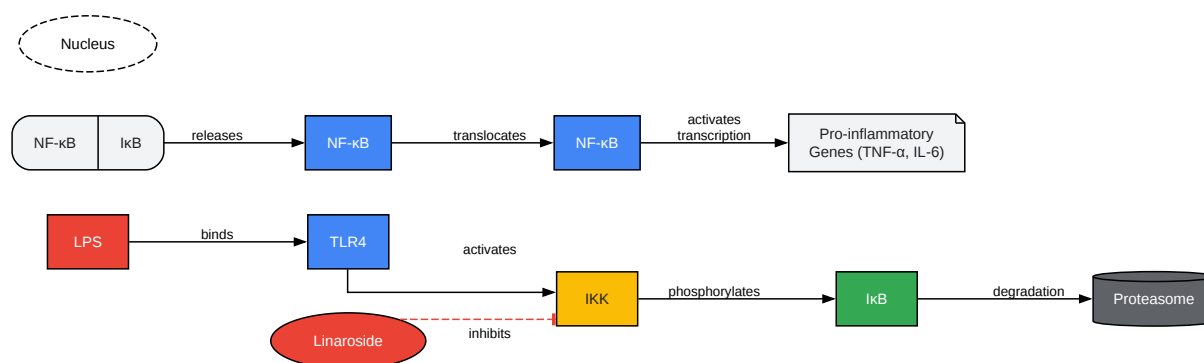 Nucleus
NF-κB
IκB
releases
NF-κB
translocates
NF-κB
activates
transcription
Pro-inflammatory
Genes (TNF-α, IL-6)
LPS
binds
TLR4
activates
IKK
phosphorylates
IκB
degradation
Proteasome
Linaroside
inhibits